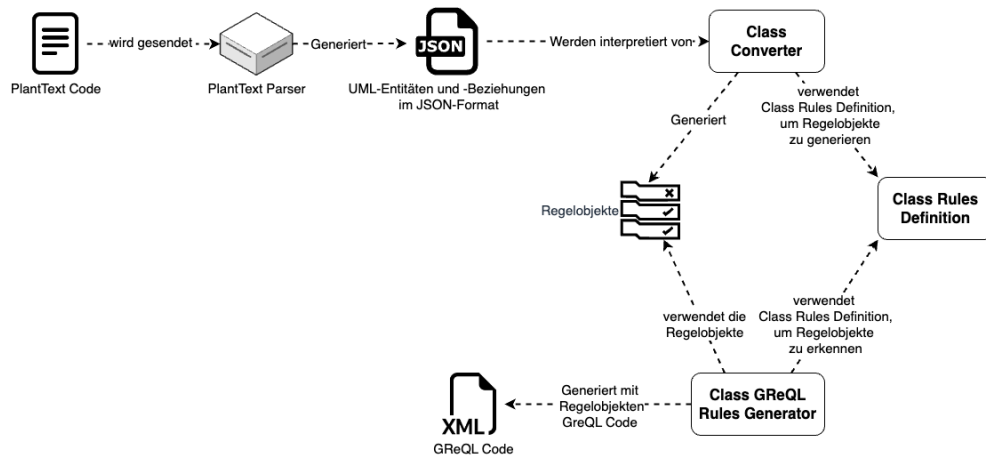 wird gesendet
PlantText Code
Generiert
PlantText Parser
JSON
UML-Entitäten und -Beziehungen
im JSON-Format
Werden interpretiert von
Class
Converter
Generiert
verwendet
Class Rules Definition,
um Regelobjekte
zu generieren
Regelobjekte
Class Rules
Definition
verwendet die
Regelobjekte
verwendet
Class Rules Definition,
um Regelobjekte
zu erkennen
Class GReQL
Rules Generator
Generiert mit
Regelobjekten
GreQL Code
XML
GReQL Code